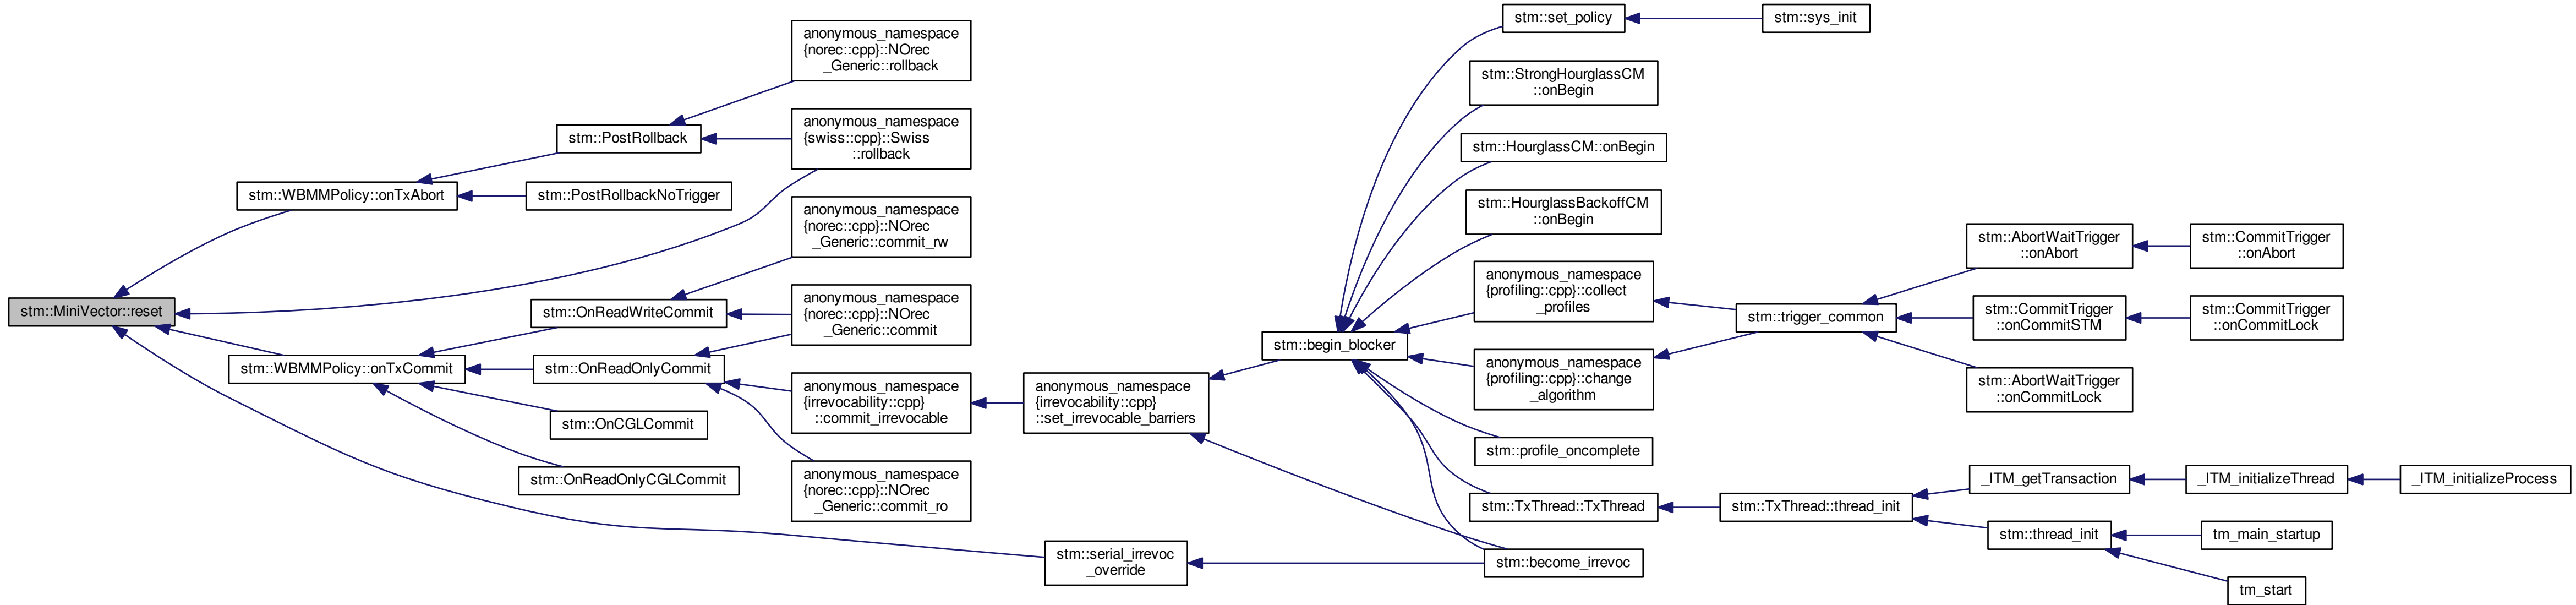 stm::MiniVector::reset
stm::WBMMPolicy::onTxAbort
stm::WBMMPolicy::onTxCommit
stm::PostRollback
stm::PostRollbackNoTrigger
stm::OnReadWriteCommit
stm::OnReadOnlyCommit
stm::OnCGLCommit
stm::OnReadOnlyCGLCommit
anonymous_namespace
{norec::cpp}::NOrec
_Generic::rollback
anonymous_namespace
{swiss::cpp}::Swiss
::rollback
anonymous_namespace
{norec::cpp}::NOrec
_Generic::commit_rw
anonymous_namespace
{norec::cpp}::NOrec
_Generic::commit
anonymous_namespace
{irrevocability::cpp}
::commit_irrevocable
anonymous_namespace
{norec::cpp}::NOrec
_Generic::commit_ro
anonymous_namespace
{irrevocability::cpp}
::set_irrevocable_barriers
stm::serial_irrevoc
_override
stm::begin_blocker
stm::set_policy
stm::StrongHourglassCM
::onBegin
stm::HourglassCM::onBegin
stm::HourglassBackoffCM
::onBegin
anonymous_namespace
{profiling::cpp}::collect
_profiles
anonymous_namespace
{profiling::cpp}::change
_algorithm
stm::profile_oncomplete
stm::TxThread::TxThread
stm::become_irrevoc
stm::sys_init
stm::trigger_common
stm::TxThread::thread_init
stm::AbortWaitTrigger
::onAbort
stm::CommitTrigger
::onCommitSTM
stm::AbortWaitTrigger
::onCommitLock
_ITM_getTransaction
stm::thread_init
stm::CommitTrigger
::onAbort
stm::CommitTrigger
::onCommitLock
_ITM_initializeThread
tm_main_startup
tm_start
_ITM_initializeProcess